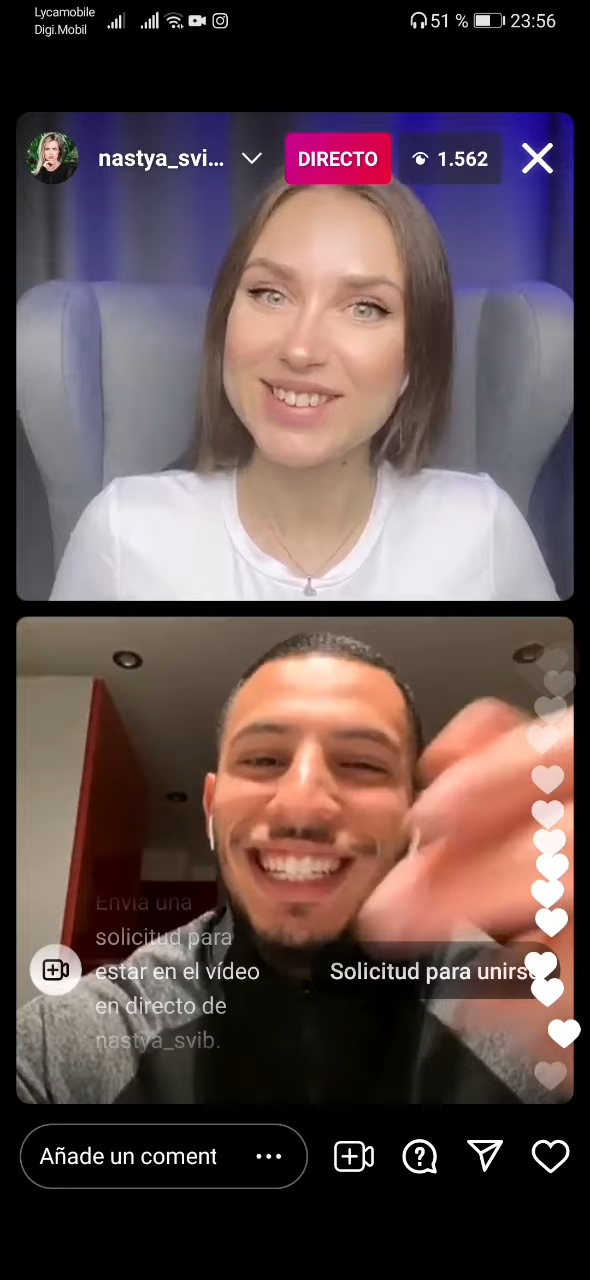 Lycamobile
Digi.Mobil
51 % 23:56
nastya_svi... DIRECTO 1.562
Envía una
solicitud para
estar en el vídeo
en directo de
nastya_svib.
Solicitud para unirse
Añade un coment